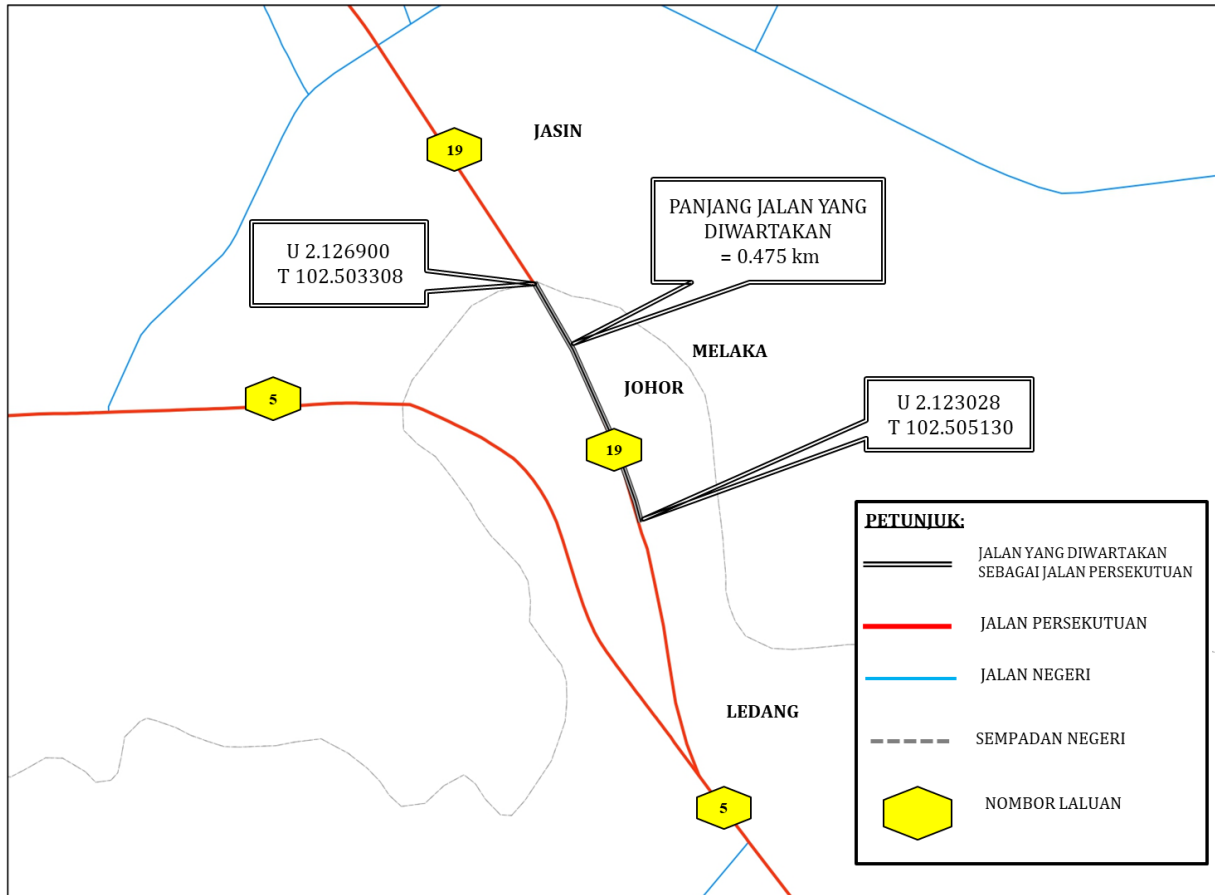 JASIN
19
PANJANG JALAN YANG
DIWARTAKAN
= 0.475 km
U 2.126900
T 102.503308
MELAKA
JOHOR
5
U 2.123028
T 102.505130
19
PETUNJUK:
JALAN YANG DIWARTAKAN
SEBAGAI JALAN PERSEKUTUAN
JALAN PERSEKUTUAN
JALAN NEGERI
SEMPADAN NEGERI
NOMBOR LALUAN
LEDANG
5